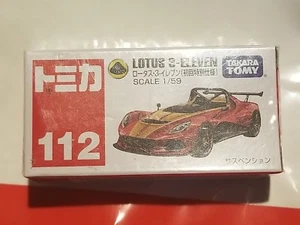 トミカ
112
LOTUS 3-ELEVEN
ロータス・3-イレブン(初回特別仕様)
SCALE 1/59
TAKARA
TOMY
サスペンション